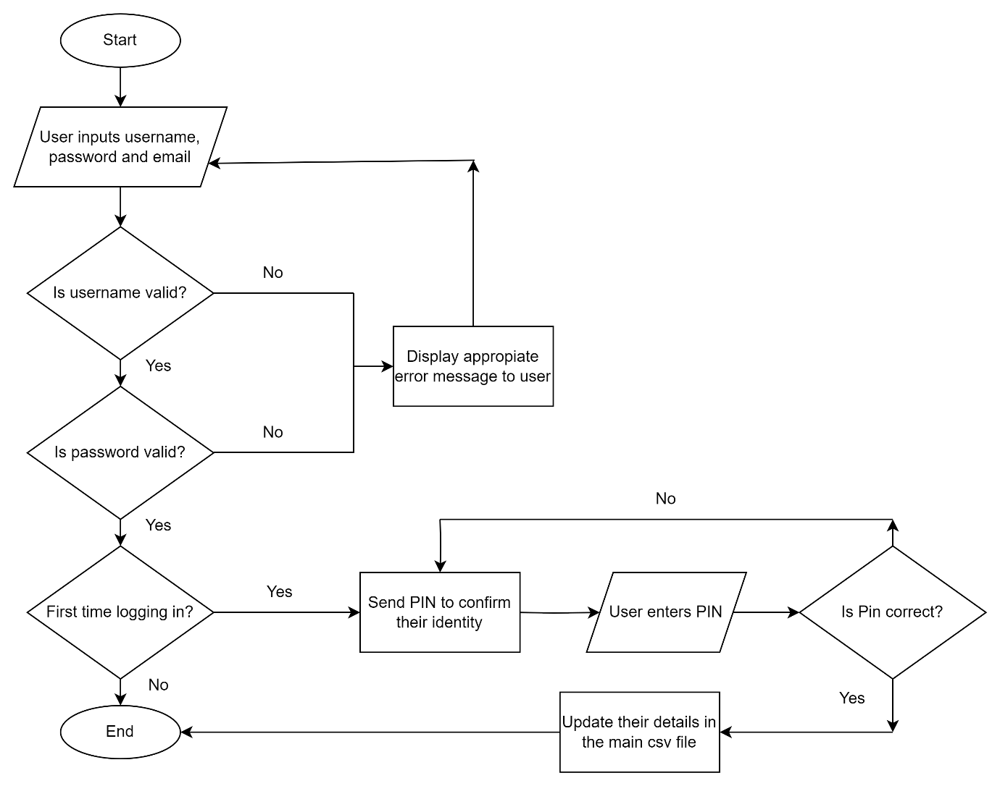 Start
User inputs username,
password and email
No
Is username valid?
Yes
Display appropiate
error message to user
No
Is password valid?
Yes
No
First time logging in?
Yes
Send PIN to confirm
their identity
User enters PIN
Is Pin correct?
No
Yes
End
Update their details in
the main csv file